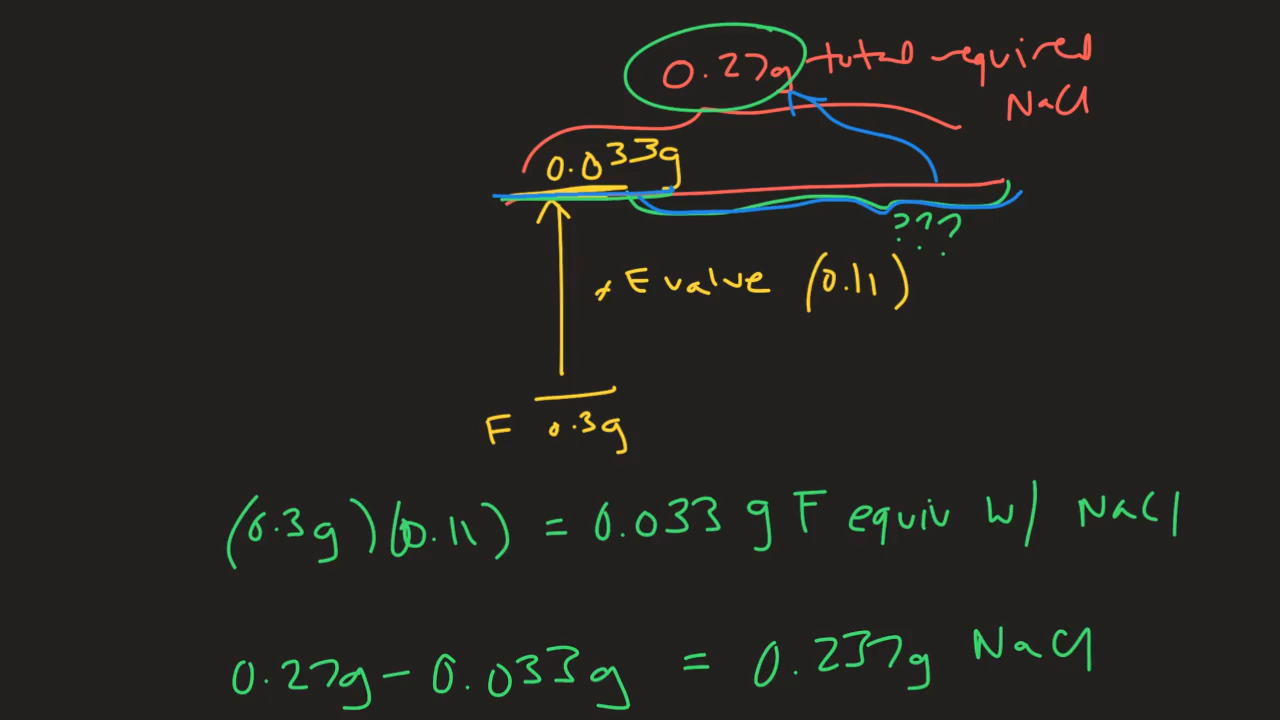 0.27g total required
NaCl
0.033g
???
* E value (0.11)
F 0.3g
(0.3g)(0.11) = 0.033 g F equiv w/ NaCl
0.27g - 0.033g = 0.237g NaCl